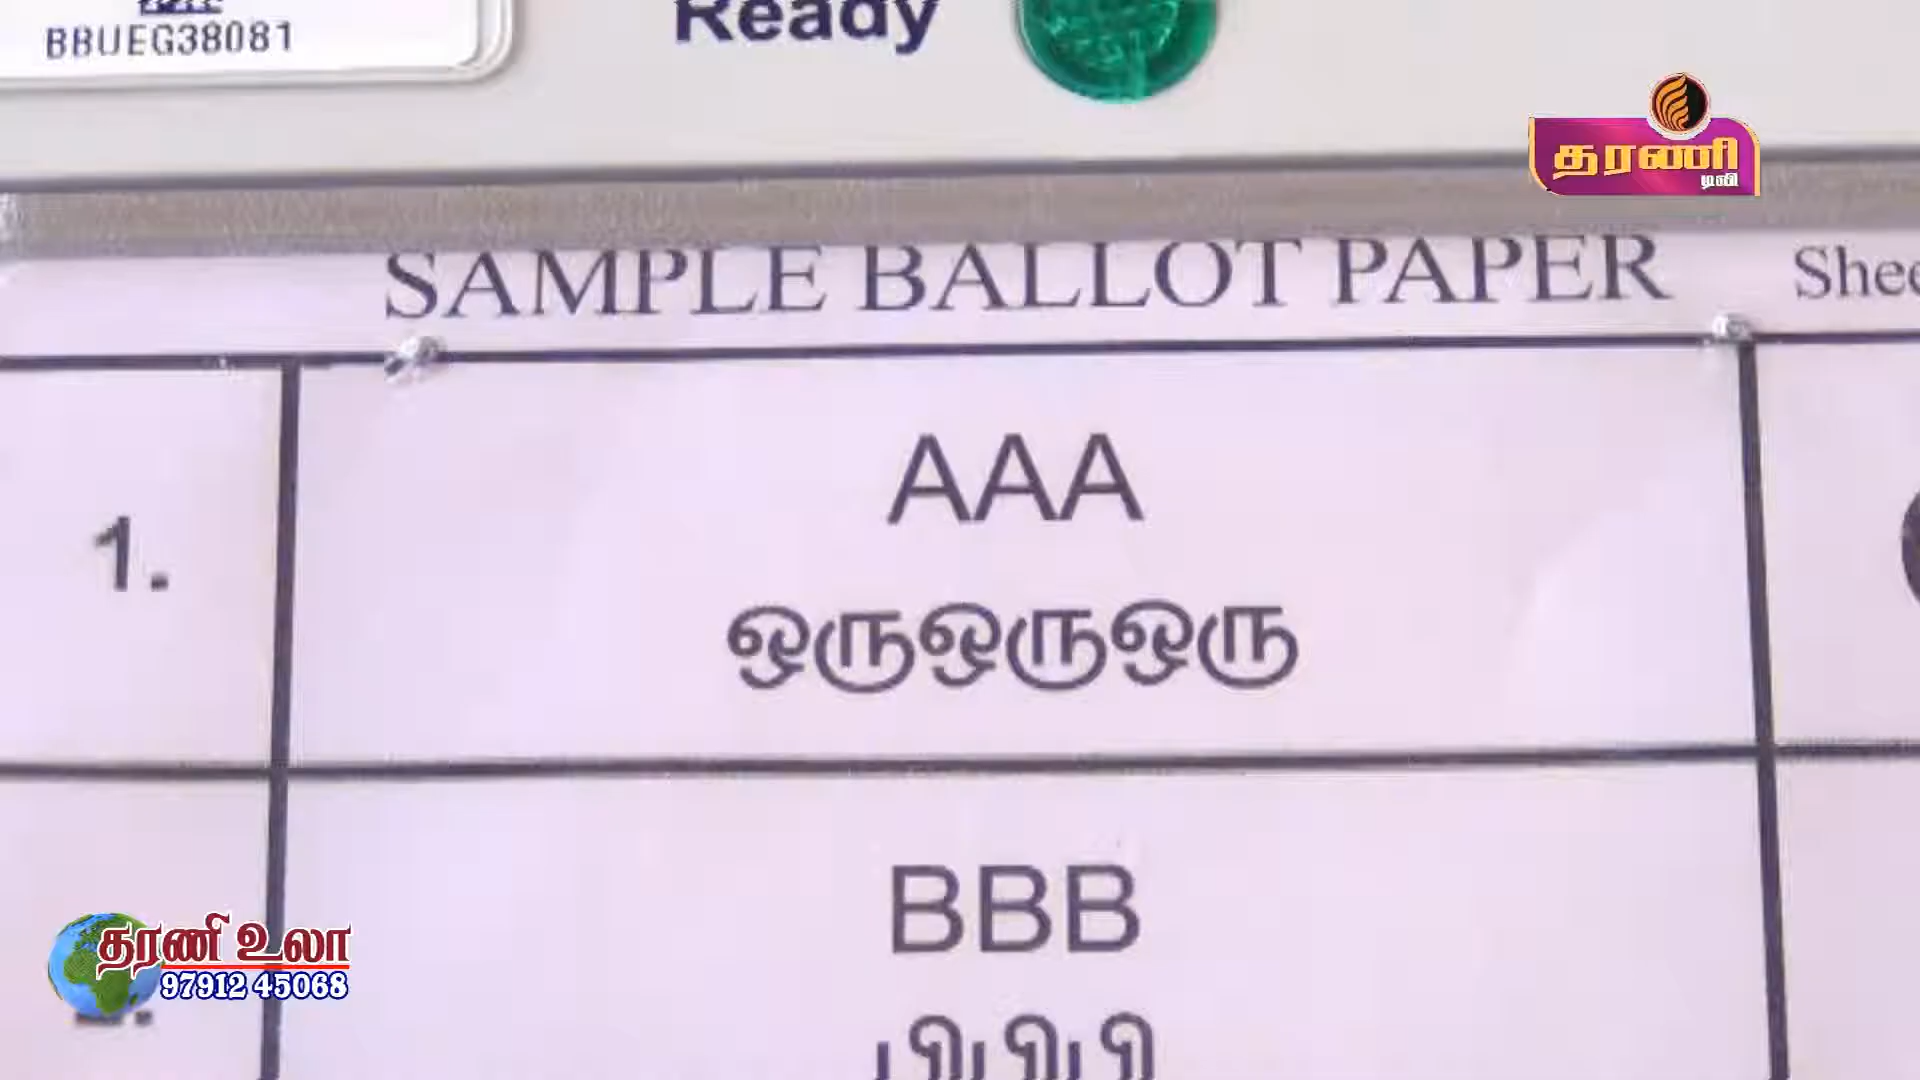 BBUEG38081
Ready
தரணி
டிவி
SAMPLE BALLOT PAPER
1.
AAA
ஒருஒருஒரு
BBB
பிபிபி
தரணி உலா
97912 45068